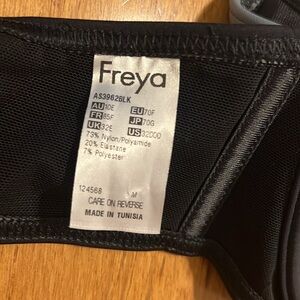 Freya
AS3962BLK
AU 10E EU 70F
FR 85F JP 70G
UK 32E US 32DDD
73% Nylon/Polyamide
20% Elastane
7% Polyester
124568 M
CARE ON REVERSE
MADE IN TUNISIA